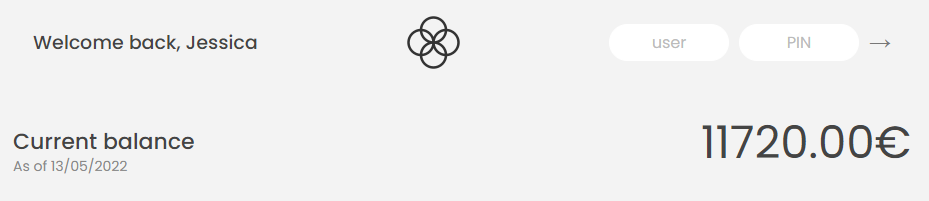 Welcome back, Jessica
user
PIN
→
Current balance
As of 13/05/2022
11720.00€